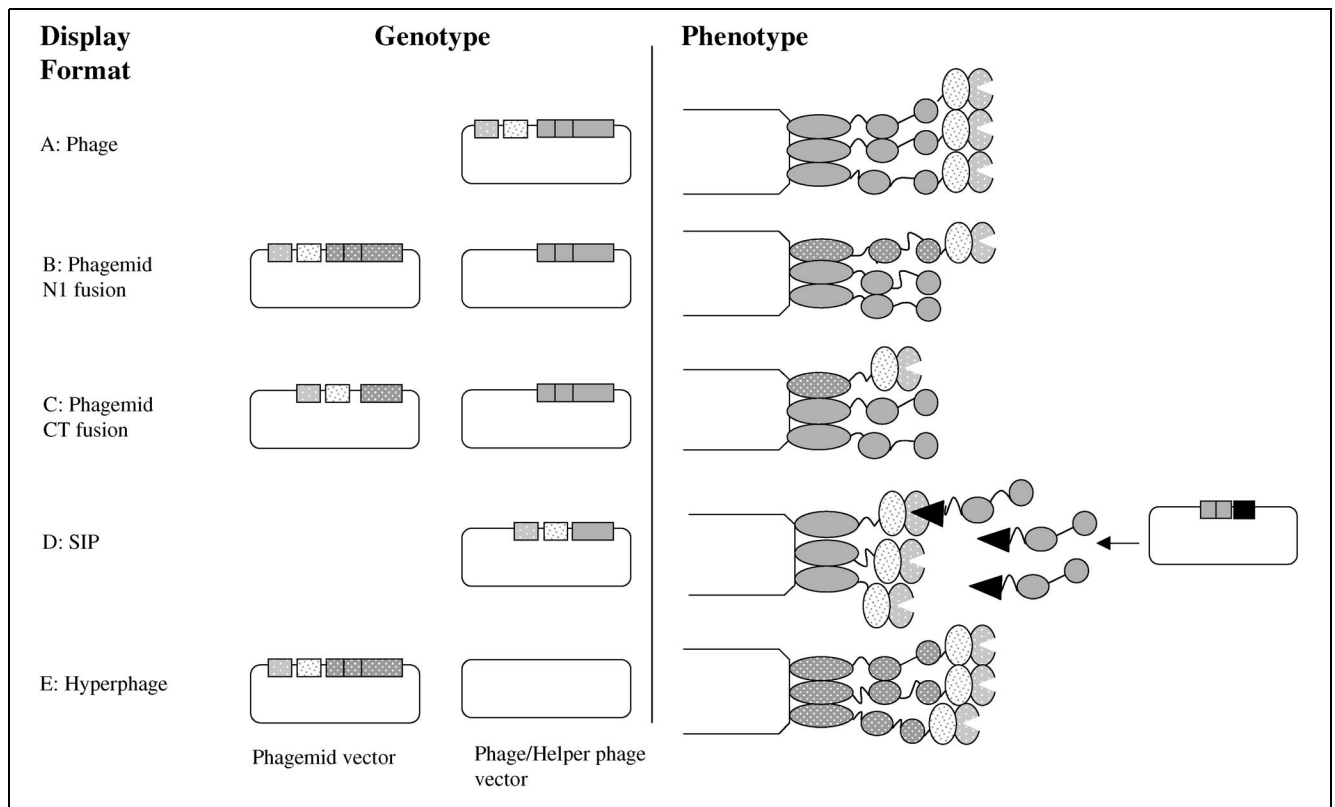 Display
Format
Genotype
Phenotype
A: Phage
B: Phagemid
N1 fusion
C: Phagemid
CT fusion
D: SIP
E: Hyperphage
Phagemid vector
Phage/Helper phage
vector